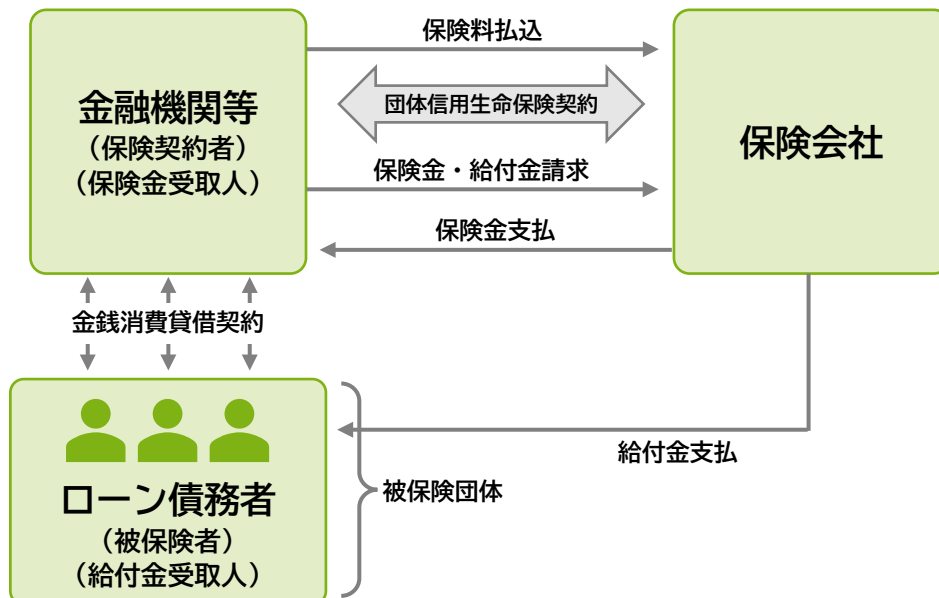 保険料払込
金融機関等
（保険契約者）
（保険金受取人）
団体信用生命保険契約
保険会社
保険金・給付金請求
保険金支払
金銭消費貸借契約
給付金支払
ローン債務者
（被保険者）
（給付金受取人）
被保険団体